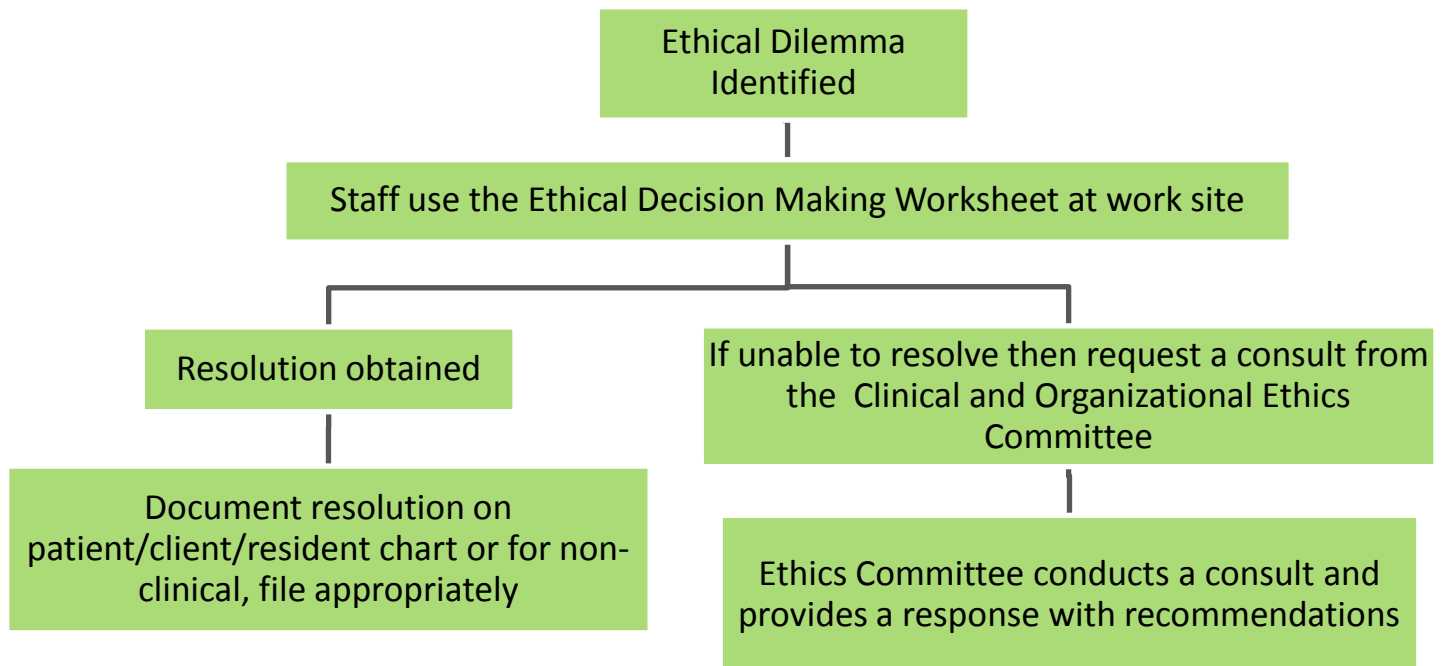 Ethical Dilemma
Identified
Staff use the Ethical Decision Making Worksheet at work site
Resolution obtained
Document resolution on
patient/client/resident chart or for non-
clinical, file appropriately
If unable to resolve then request a consult from
the Clinical and Organizational Ethics
Committee
Ethics Committee conducts a consult and
provides a response with recommendations